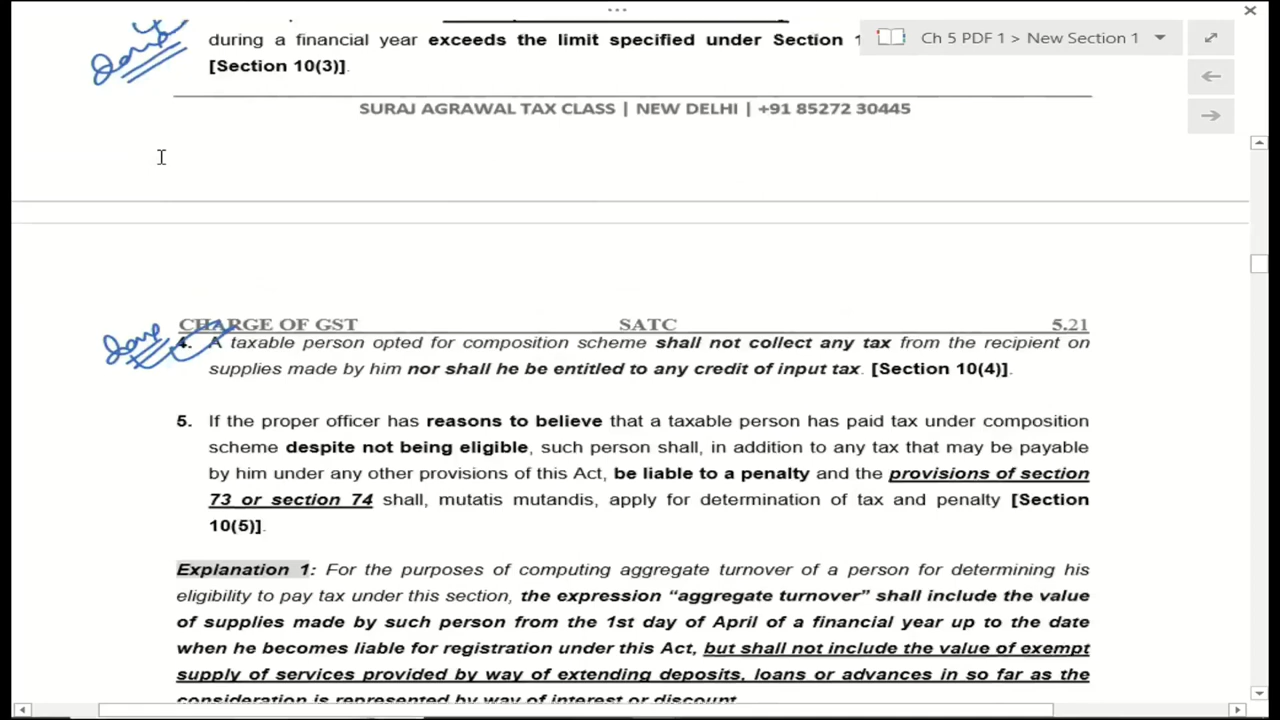 during a financial year exceeds the limit specified under Section 1
Ch 5 PDF 1 > New Section 1
[Section 10(3)].
SURAJ AGRAWAL TAX CLASS | NEW DELHI | +91 85272 30445
CHARGE OF GST SATC 5.21
Done
4. A taxable person opted for composition scheme shall not collect any tax from the recipient on
supplies made by him nor shall he be entitled to any credit of input tax. [Section 10(4)].
5. If the proper officer has reasons to believe that a taxable person has paid tax under composition
scheme despite not being eligible, such person shall, in addition to any tax that may be payable
by him under any other provisions of this Act, be liable to a penalty and the provisions of section
73 or section 74 shall, mutatis mutandis, apply for determination of tax and penalty [Section
10(5)].
Explanation 1: For the purposes of computing aggregate turnover of a person for determining his
eligibility to pay tax under this section, the expression “aggregate turnover” shall include the value
of supplies made by such person from the 1st day of April of a financial year up to the date
when he becomes liable for registration under this Act, but shall not include the value of exempt
supply of services provided by way of extending deposits, loans or advances in so far as the
consideration is represented by way of interest or discount.